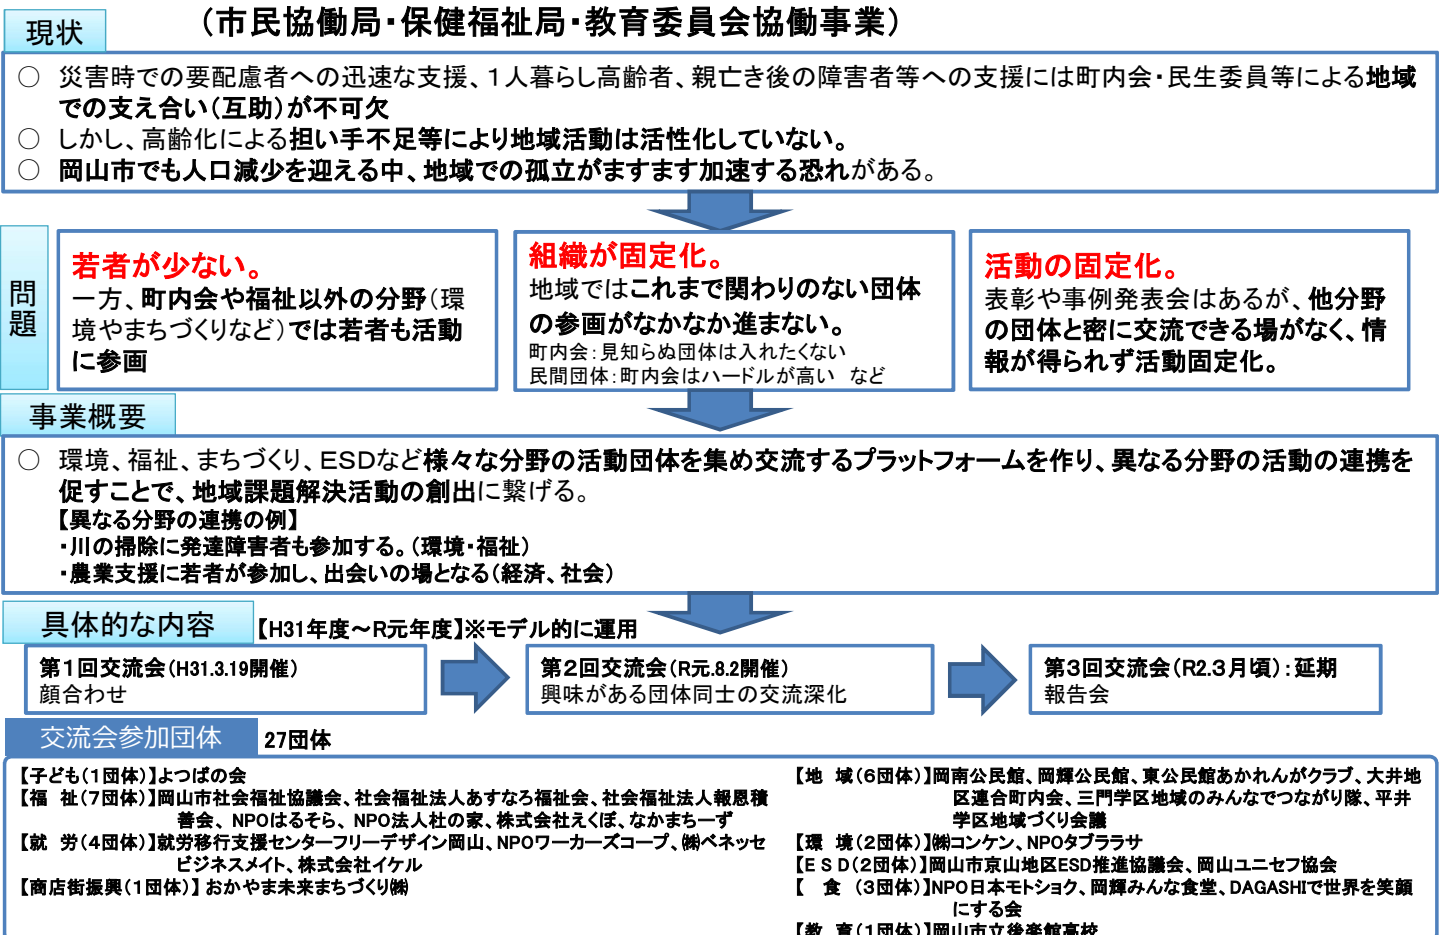 (市民協働局・保健福祉局・教育委員会協働事業)
現状
○ 災害時での要配慮者への迅速な支援、１人暮らし高齢者、親亡き後の障害者等への支援には町内会・民生委員等による地域
での支え合い(互助)が不可欠
○ しかし、高齢化による担い手不足等により地域活動は活性化していない。
○ 岡山市でも人口減少を迎える中、地域での孤立がますます加速する恐れがある。
問題
若者が少ない。
一方、町内会や福祉以外の分野(環
境やまちづくりなど)では若者も活動
に参画
組織が固定化。
地域ではこれまで関わりのない団体
の参画がなかなか進まない。
町内会：見知らぬ団体は入れたくない
民間団体：町内会はハードルが高い など
活動の固定化。
表彰や事例発表会はあるが、他分野
の団体と密に交流できる場がなく、情
報が得られず活動固定化。
事業概要
○ 環境、福祉、まちづくり、ESDなど様々な分野の活動団体を集め交流するプラットフォームを作り、異なる分野の活動の連携を
促すことで、地域課題解決活動の創出に繋げる。
【異なる分野の連携の例】
・川の掃除に発達障害者も参加する。(環境・福祉)
・農業支援に若者が参加し、出会いの場となる(経済、社会)
具体的な内容
【H31年度～R元年度】※モデル的に運用
第１回交流会(H31.3.19開催)
顔合わせ
第２回交流会(R元.8.2開催)
興味がある団体同士の交流深化
第３回交流会(R2.３月頃)：延期
報告会
交流会参加団体
27団体
【子ども(１団体)】よつばの会
【福 祉(７団体)】岡山市社会福祉協議会、社会福祉法人あすなろ福祉会、社会福祉法人報恩積
善会、NPOはるそら、NPO法人杜の家、株式会社えくぼ、なかまちーず
【就 労(４団体)】就労移行支援センターフリーデザイン岡山、NPOワーカーズコープ、㈱ベネッセ
ビジネスメイト、株式会社イケル
【商店街振興(１団体)】おかやま未来まちづくり㈱
【地 域(６団体)】岡南公民館、岡輝公民館、東公民館あかれんがクラブ、大井地
区連合町内会、三門学区地域のみんなでつながり隊、平井
学区地域づくり会議
【環 境(２団体)】㈱コンケン、NPOタブララサ
【ＥＳＤ(２団体)】岡山市京山地区ESD推進協議会、岡山ユニセフ協会
【 食 (３団体)】NPO日本モトショク、岡輝みんな食堂、DAGASHIで世界を笑顔
にする会
【教 育(１団体)】岡山市立後楽館高校